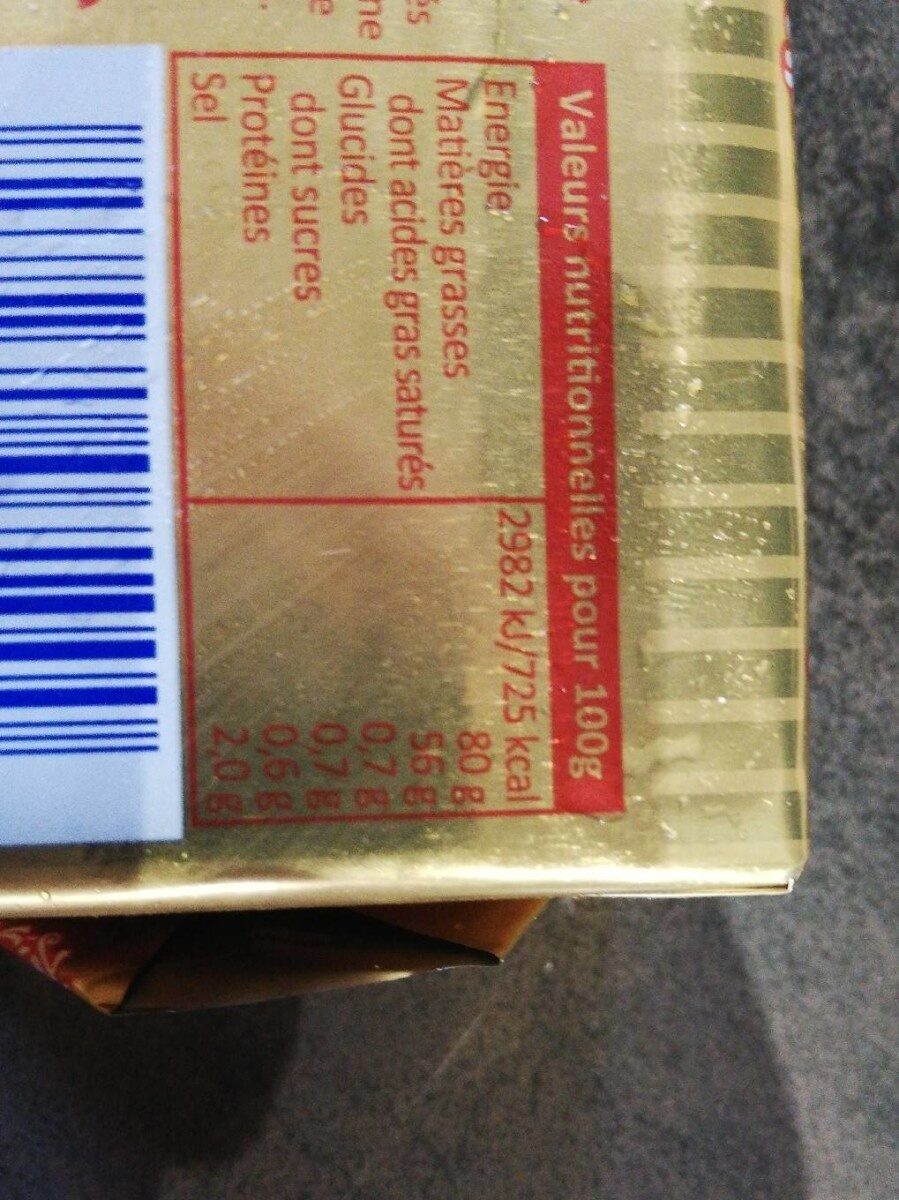 Valeurs nutritionnelles pour 100g
Energie 2982 kJ/725 kcal
Matières grasses 80 g
dont acides gras saturés 56 g
Glucides 0,7 g
dont sucres 0,7 g
Protéines 0,6 g
Sel 2,0 g